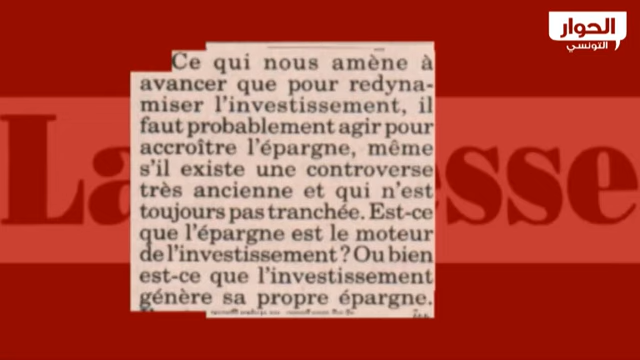 الحوار
التونسي
Ce qui nous amène à
avancer que pour redyna-
miser l'investissement, il
faut probablement agir pour
accroître l'épargne, même
s'il existe une controverse
très ancienne et qui n'est
toujours pas tranchée. Est-ce
que l'épargne est le moteur
de l'investissement ? Ou bien
est-ce que l'investissement
génère sa propre épargne.
La
esse